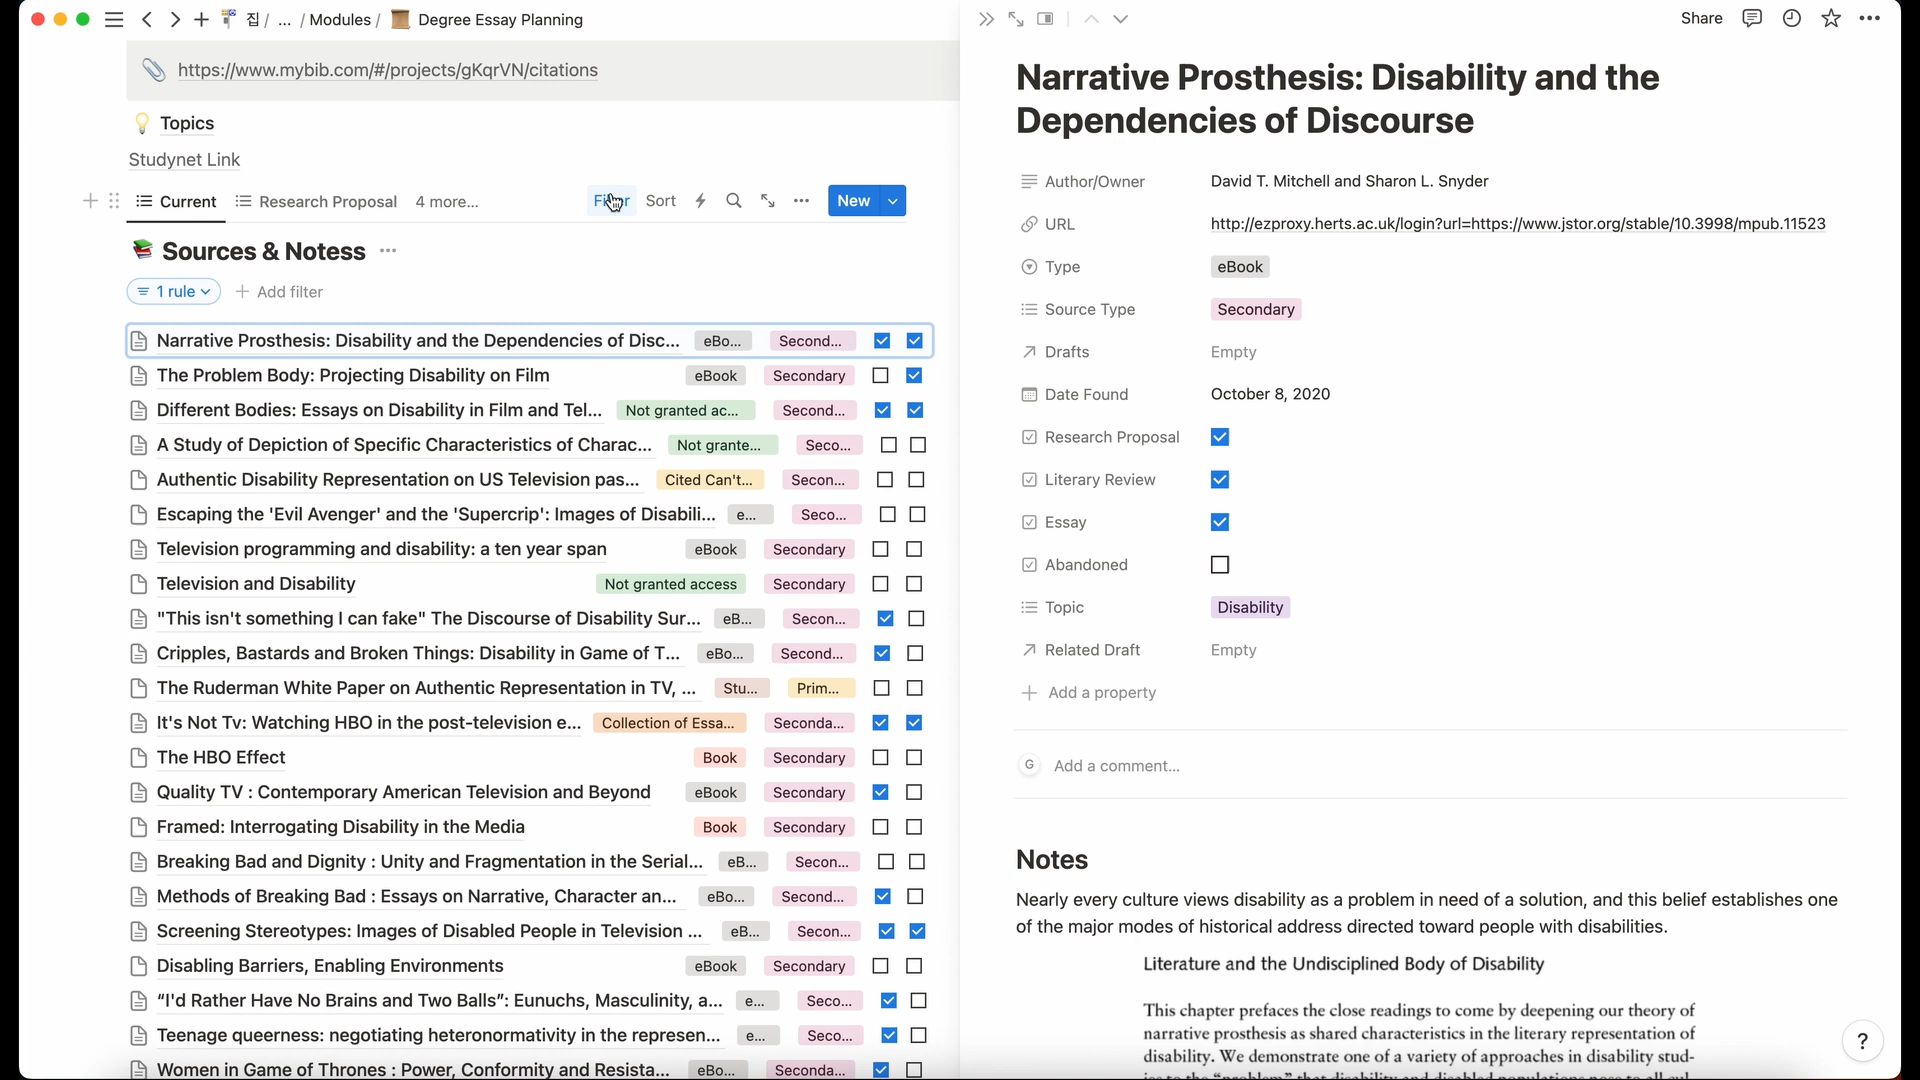 집 / ... / Modules / Degree Essay Planning
https://www.mybib.com/#/projects/gKqrVN/citations
Topics
Studynet Link
Current Research Proposal 4 more... Filter Sort New
Sources & Notess
1 rule Add filter
Narrative Prosthesis: Disability and the Dependencies of Disc... eBo... Second...
The Problem Body: Projecting Disability on Film eBook Secondary
Different Bodies: Essays on Disability in Film and Tel... Not granted ac... Second...
A Study of Depiction of Specific Characteristics of Charac... Not grante... Seco...
Authentic Disability Representation on US Television pas... Cited Can't... Secon...
Escaping the 'Evil Avenger' and the 'Supercrip': Images of Disabili... e... Seco...
Television programming and disability: a ten year span eBook Secondary
Television and Disability Not granted access Secondary
"This isn't something I can fake" The Discourse of Disability Sur... eB... Secon...
Cripples, Bastards and Broken Things: Disability in Game of T... eBo... Second...
The Ruderman White Paper on Authentic Representation in TV, ... Stu... Prim...
It's Not Tv: Watching HBO in the post-television e... Collection of Essa... Seconda...
The HBO Effect Book Secondary
Quality TV : Contemporary American Television and Beyond eBook Secondary
Framed: Interrogating Disability in the Media Book Secondary
Breaking Bad and Dignity : Unity and Fragmentation in the Serial... eB... Secon...
Methods of Breaking Bad : Essays on Narrative, Character an... eBo... Second...
Screening Stereotypes: Images of Disabled People in Television ... eB... Secon...
Disabling Barriers, Enabling Environments eBook Secondary
“I'd Rather Have No Brains and Two Balls”: Eunuchs, Masculinity, a... e... Seco...
Teenage queerness: negotiating heteronormativity in the represen... e... Seco...
Women in Game of Thrones : Power, Conformity and Resista... eBo... Seconda...
Share
Narrative Prosthesis: Disability and the
Dependencies of Discourse
Author/Owner David T. Mitchell and Sharon L. Snyder
URL http://ezproxy.herts.ac.uk/login?url=https://www.jstor.org/stable/10.3998/mpub.11523
Type eBook
Source Type Secondary
Drafts Empty
Date Found October 8, 2020
Research Proposal
Literary Review
Essay
Abandoned
Topic Disability
Related Draft Empty
Add a property
G Add a comment...
Notes
Nearly every culture views disability as a problem in need of a solution, and this belief establishes one
of the major modes of historical address directed toward people with disabilities.
Literature and the Undisciplined Body of Disability
This chapter prefaces the close readings to come by deepening our theory of
narrative prosthesis as shared characteristics in the literary representation of
disability. We demonstrate one of a variety of approaches in disability stud-
ies to the “problem” that disability and disabled populations pose to all cul-
?